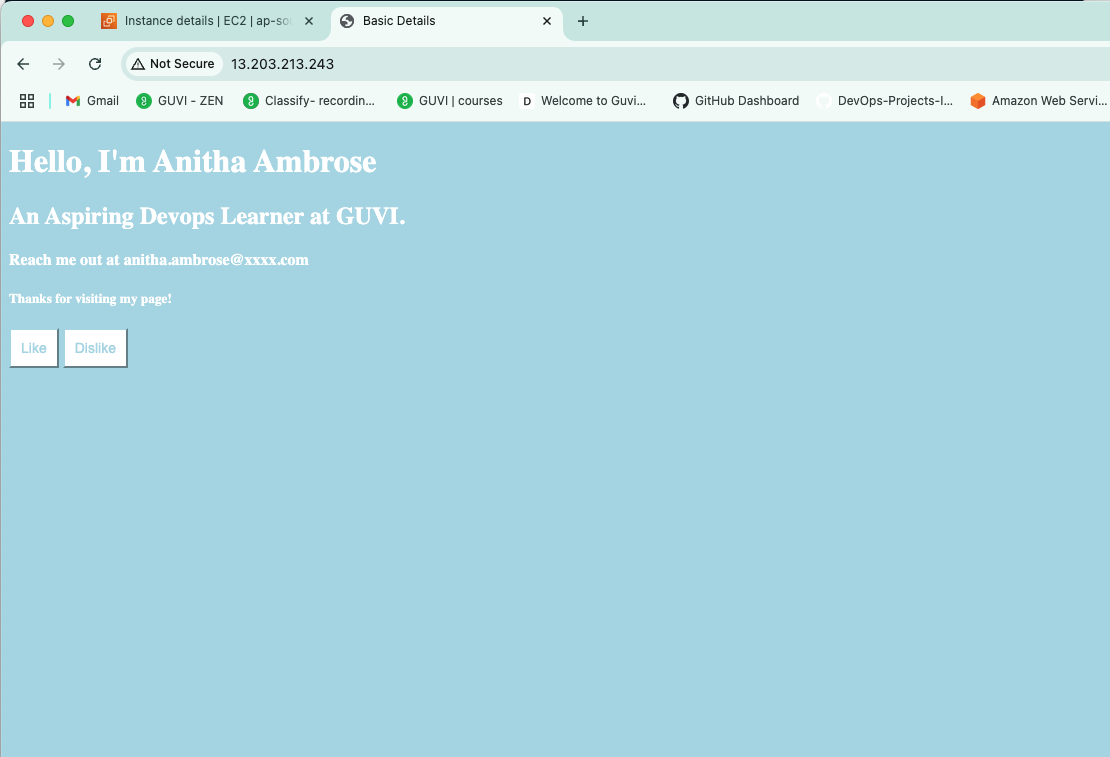 Instance details | EC2 | ap-so
Basic Details
Not Secure
13.203.213.243
Gmail
GUVI - ZEN
Classify- recordin...
GUVI | courses
D
Welcome to Guvi...
GitHub Dashboard
DevOps-Projects-I...
Amazon Web Servi...
Hello, I'm Anitha Ambrose
An Aspiring Devops Learner at GUVI.
Reach me out at anitha.ambrose@xxxx.com
Thanks for visiting my page!
Like
Dislike